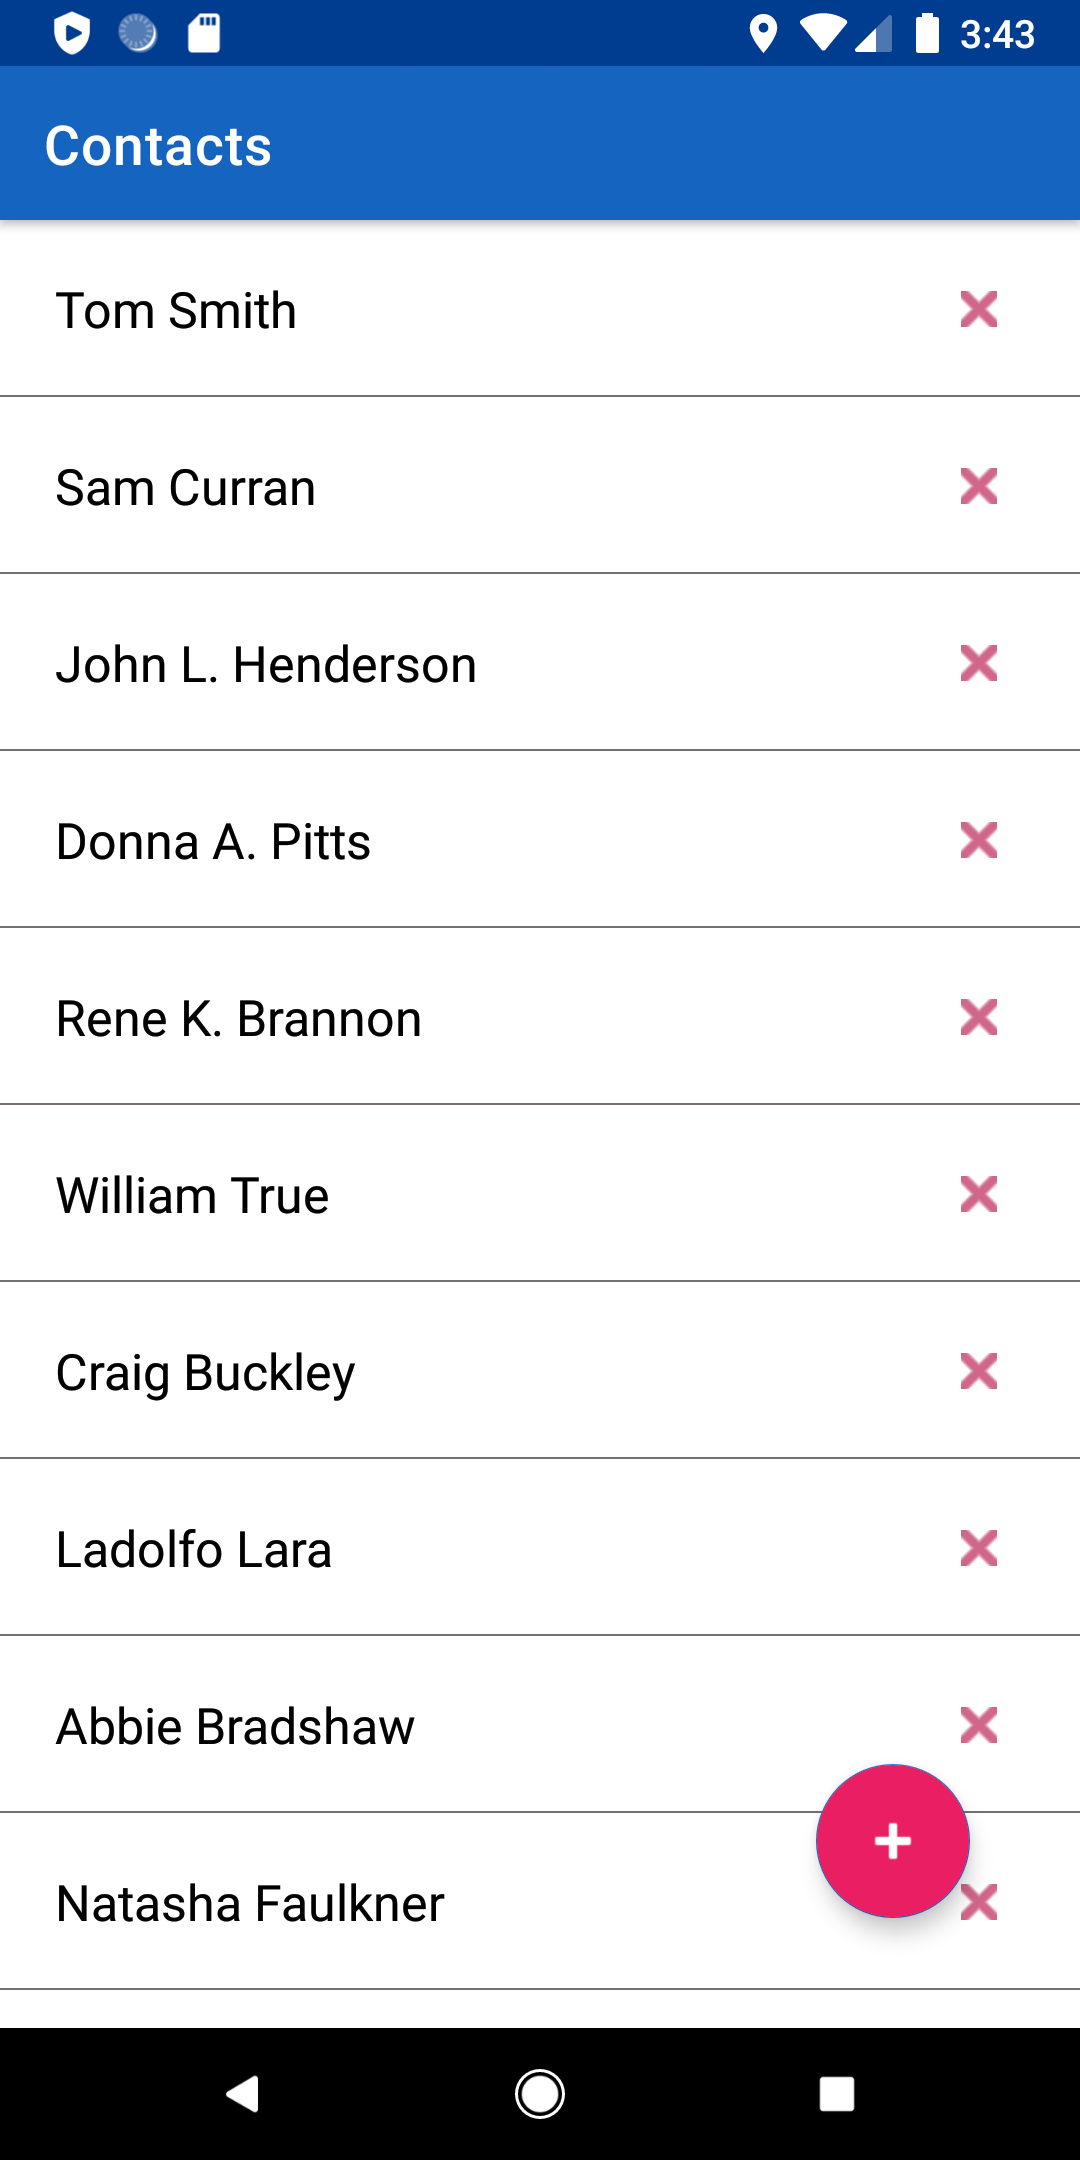 3:43
Contacts
Tom Smith
Sam Curran
John L. Henderson
Donna A. Pitts
Rene K. Brannon
William True
Craig Buckley
Ladolfo Lara
Abbie Bradshaw
Natasha Faulkner